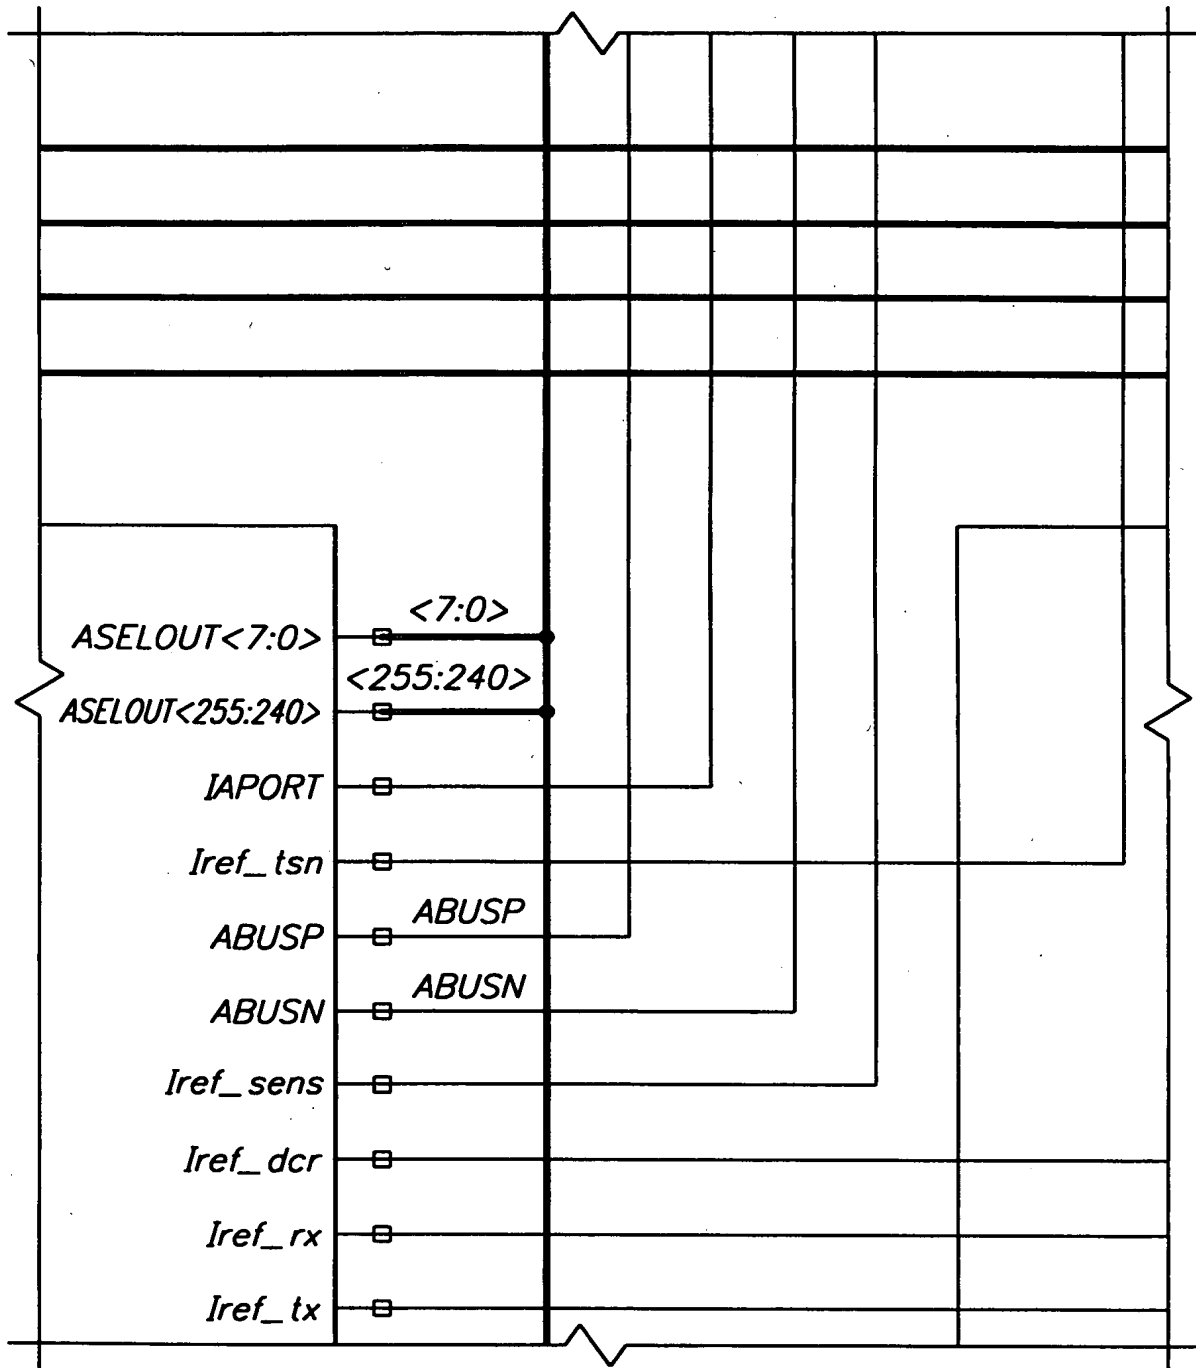 <7:0>
ASELOUT<7:0>
<255:240>
ASELOUT<255:240>
IAPORT
Iref_tsn
ABUSP
ABUSP
ABUSN
ABUSN
Iref_sens
Iref_dcr
Iref_rx
Iref_tx